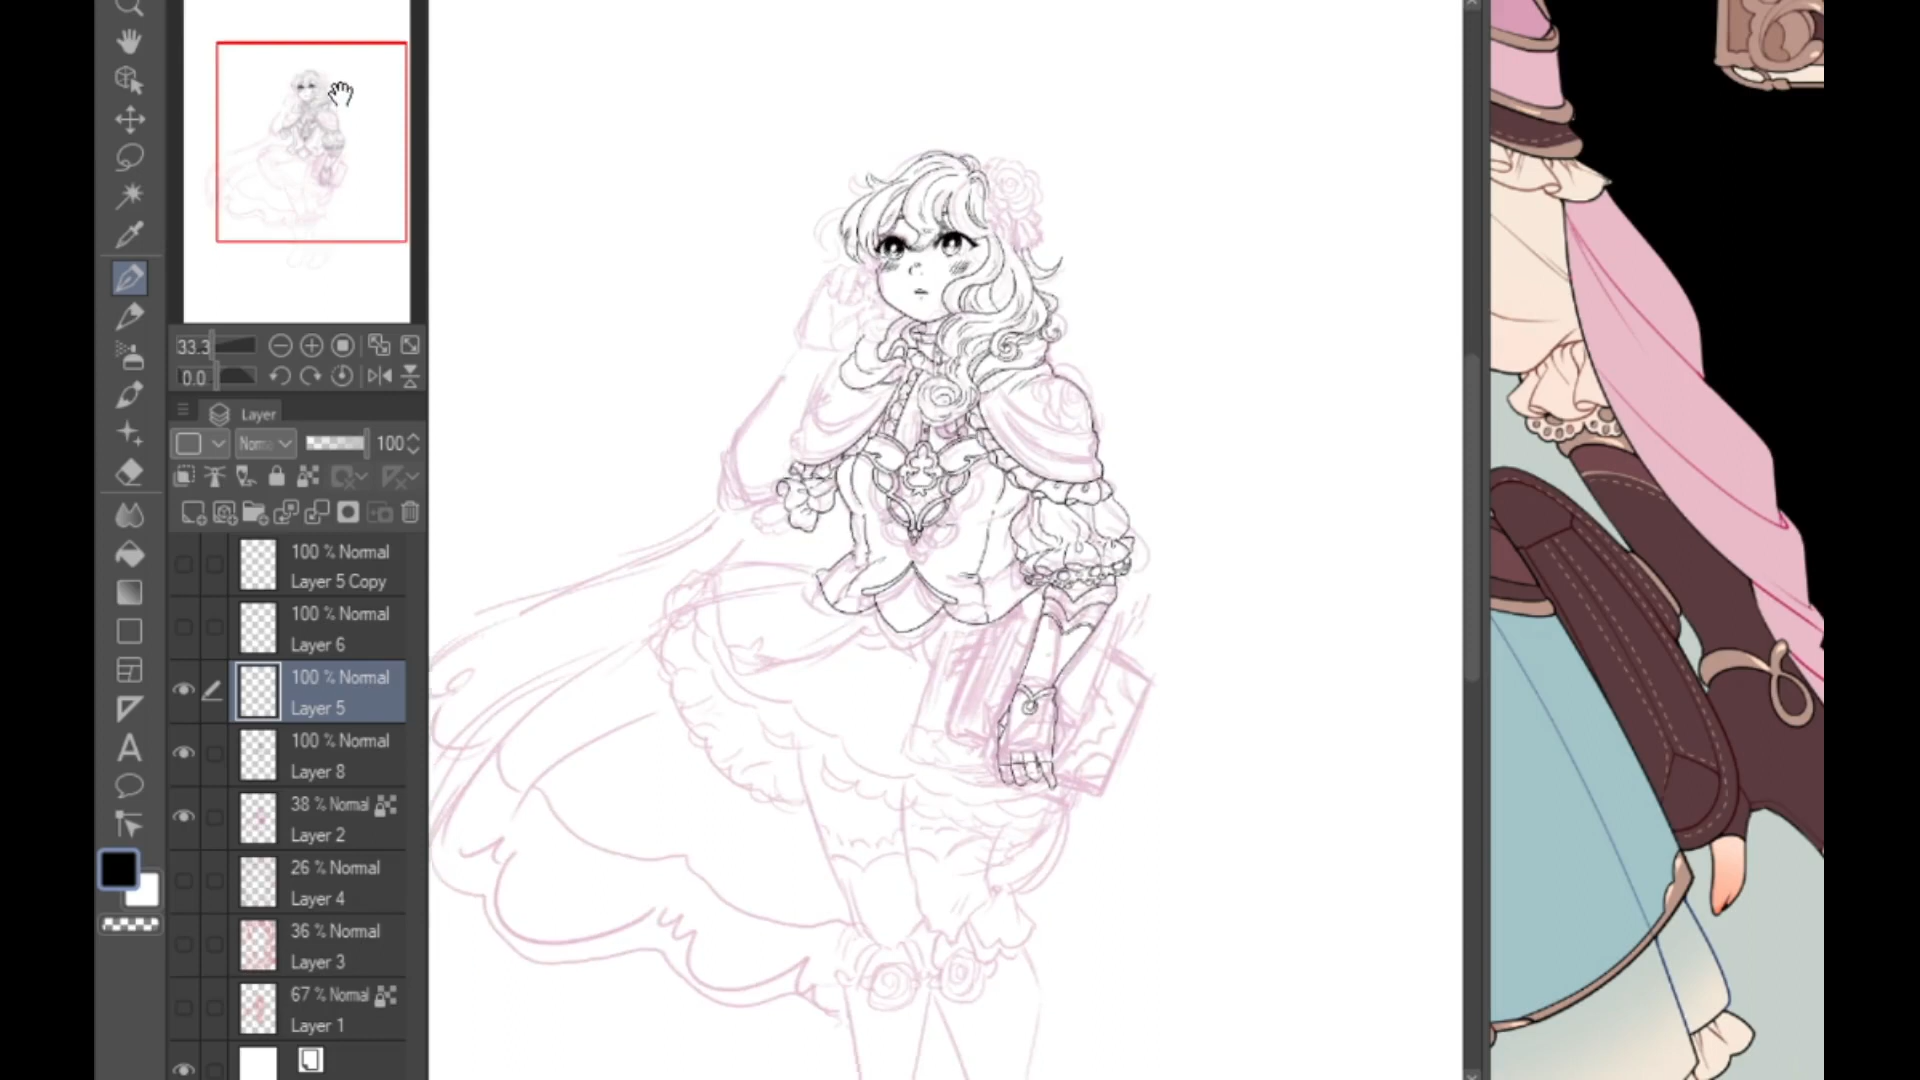 33.3
0.0
Layer
Norma
100
100 % Normal
Layer 5 Copy
100 % Normal
Layer 6
100 % Normal
Layer 5
100 % Normal
Layer 8
38 % Normal
Layer 2
26 % Normal
Layer 4
36 % Normal
Layer 3
67 % Normal
Layer 1